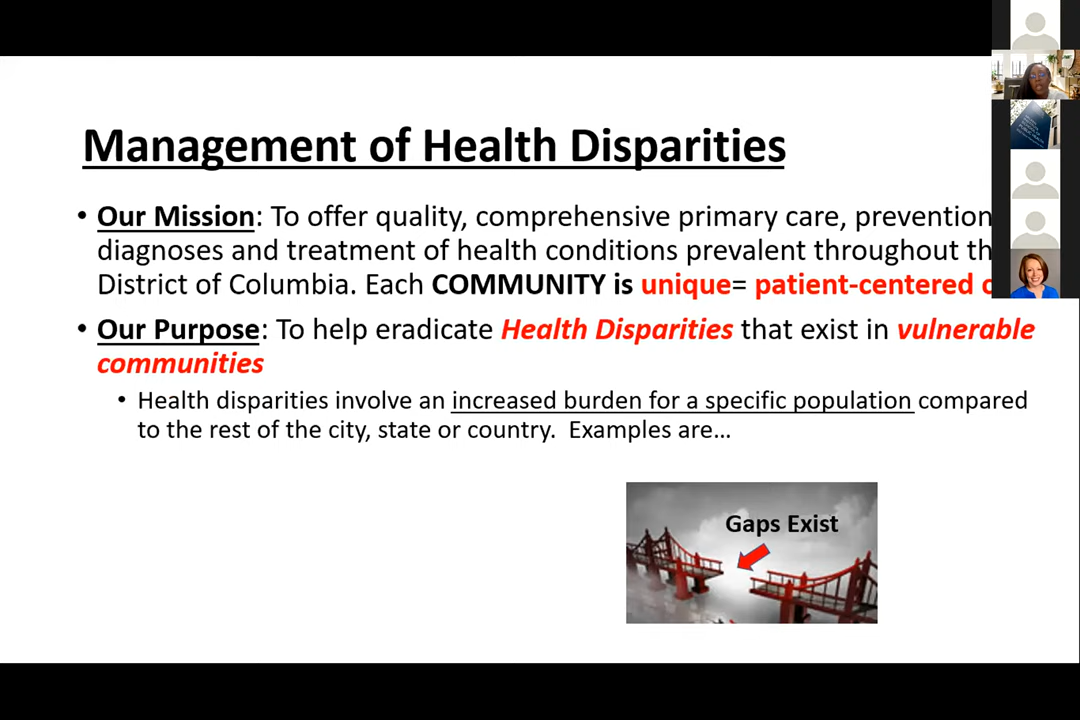 Management of Health Disparities
• Our Mission: To offer quality, comprehensive primary care, prevention
diagnoses and treatment of health conditions prevalent throughout th
District of Columbia. Each COMMUNITY is unique= patient-centered c
• Our Purpose: To help eradicate Health Disparities that exist in vulnerable
communities
• Health disparities involve an increased burden for a specific population compared
to the rest of the city, state or country. Examples are…
Gaps Exist